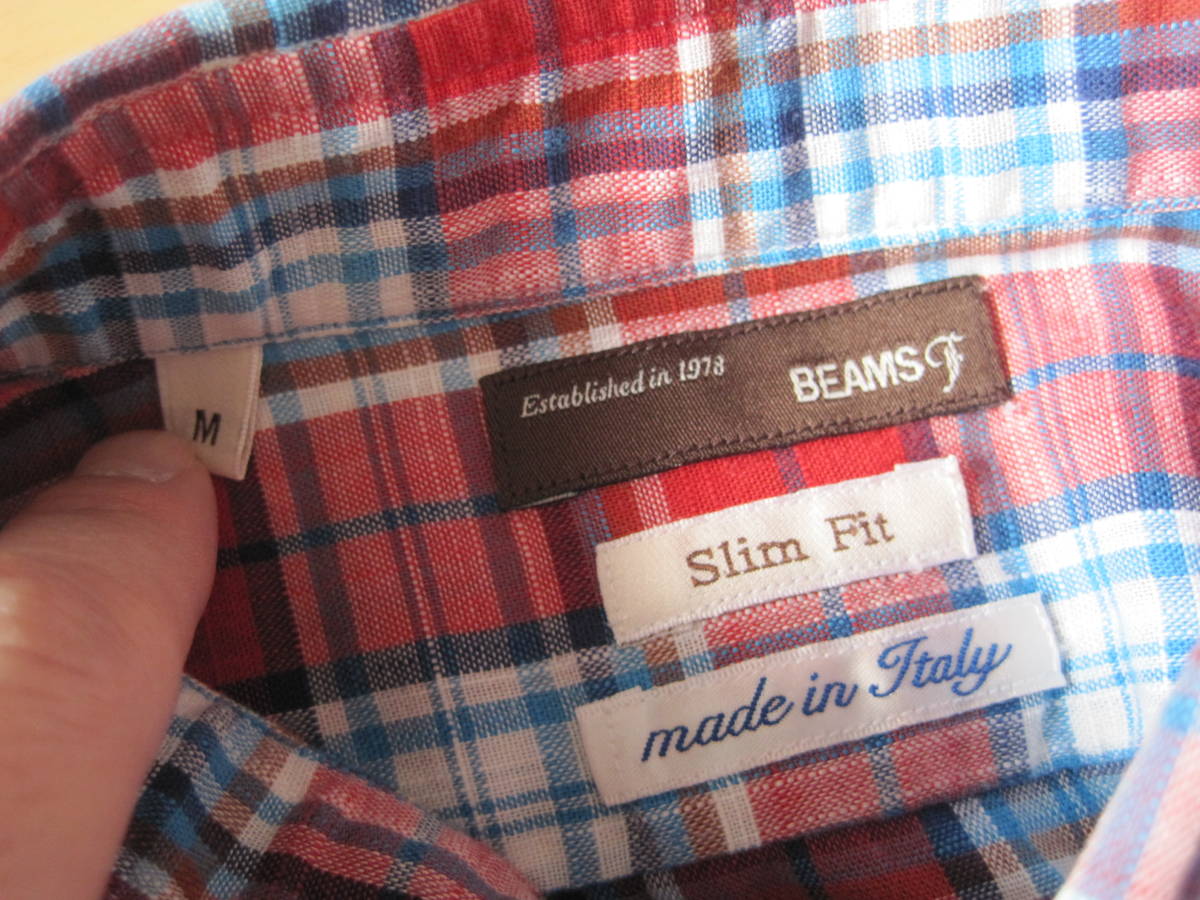 M
Established in 1978
BEAMS F
Slim Fit
made in Italy